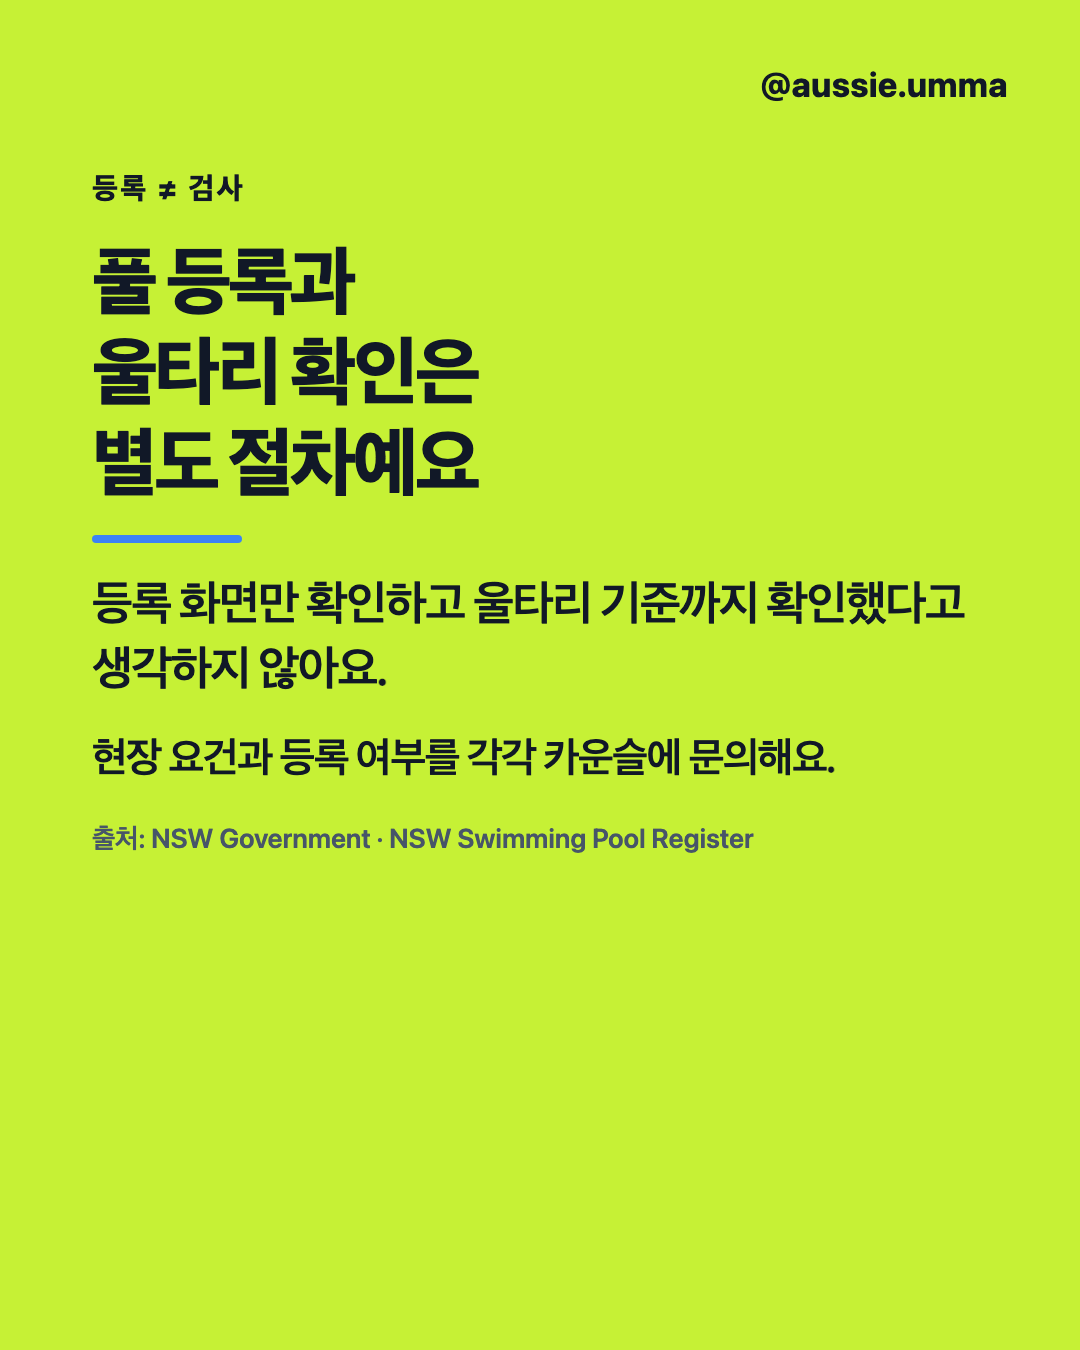 @aussie.umma
등록 ≠ 검사
풀 등록과
울타리 확인은
별도 절차예요
등록 화면만 확인하고 울타리 기준까지 확인했다고
생각하지 않아요.
현장 요건과 등록 여부를 각각 카운슬에 문의해요.
출처: NSW Government · NSW Swimming Pool Register